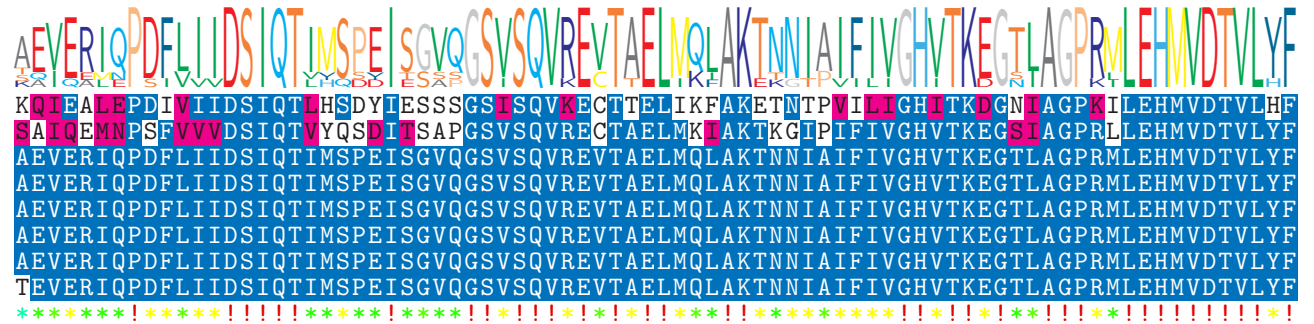 AEVERIQPDFLIIDSIQTIMSPEISGVQGSVSQVREVTAELMQLAKTNNIAIFIVGHVTKEGTLAGPRMLEHMVDTVLYF
KQIEALEPDIVIIDSIQTLHSDYIESSSGSISQVKECTTELIKFAKETNTPVILIGHITKDGNIAGPKILEHMVDTVLHF
SAIQEMNPSFVVVDSIQTVYQSDITSAPGSVSQVRECTAELMKIAKTKGIPIFIVGHVTKEGSIAGPRLLEHMVDTVLYF
AEVERIQPDFLIIDSIQTIMSPEISGVQGSVSQVREVTAELMQLAKTNNIAIFIVGHVTKEGTLAGPRMLEHMVDTVLYF
AEVERIQPDFLIIDSIQTIMSPEISGVQGSVSQVREVTAELMQLAKTNNIAIFIVGHVTKEGTLAGPRMLEHMVDTVLYF
AEVERIQPDFLIIDSIQTIMSPEISGVQGSVSQVREVTAELMQLAKTNNIAIFIVGHVTKEGTLAGPRMLEHMVDTVLYF
AEVERIQPDFLIIDSIQTIMSPEISGVQGSVSQVREVTAELMQLAKTNNIAIFIVGHVTKEGTLAGPRMLEHMVDTVLYF
AEVERIQPDFLIIDSIQTIMSPEISGVQGSVSQVREVTAELMQLAKTNNIAIFIVGHVTKEGTLAGPRMLEHMVDTVLYF
TEVERIQPDFLIIDSIQTIMSPEISGVQGSVSQVREVTAELMQLAKTNNIAIFIVGHVTKEGTLAGPRMLEHMVDTVLYF
*******!*****!!!!!*****!****!!*!!!*!*!*!!***!!*********!!*!!*!**!!!**!!!!!!!!!*!